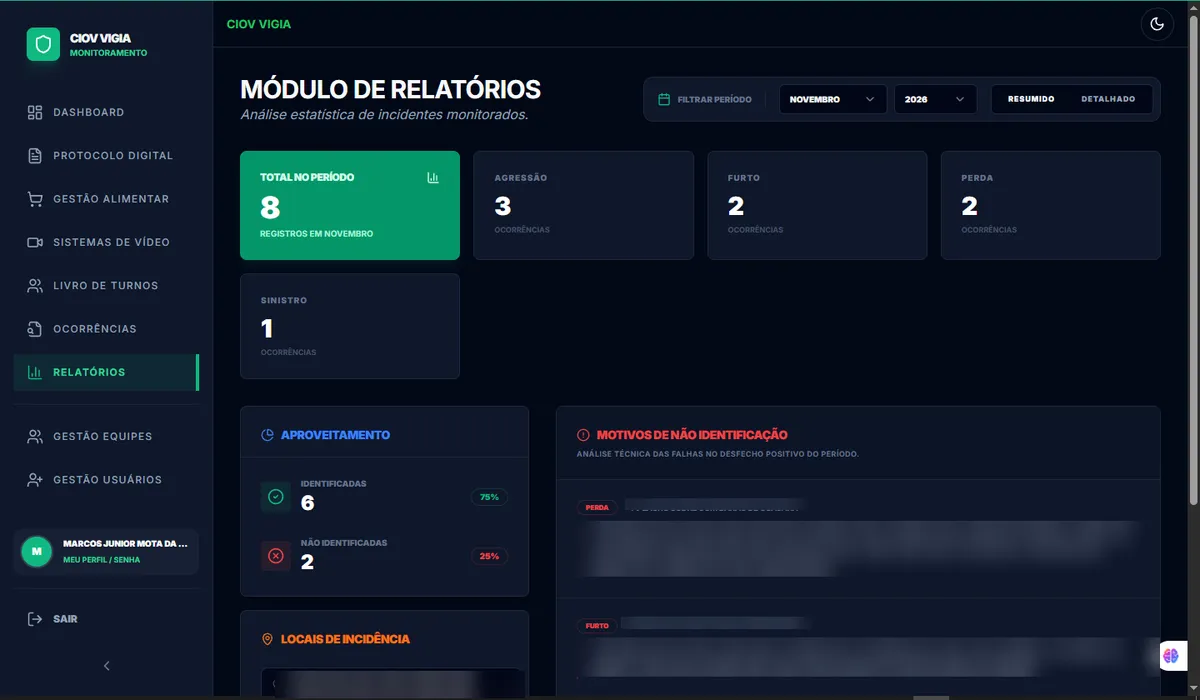 CIOV VIGIA
MONITORAMENTO
DASHBOARD
PROTOCOLO DIGITAL
GESTÃO ALIMENTAR
SISTEMAS DE VÍDEO
LIVRO DE TURNOS
OCORRÊNCIAS
RELATÓRIOS
GESTÃO EQUIPES
GESTÃO USUÁRIOS
M
MARCOS JUNIOR MOTA DA ...
MEU PERFIL / SENHA
SAIR
CIOV VIGIA
MÓDULO DE RELATÓRIOS
Análise estatística de incidentes monitorados.
FILTRAR PERÍODO
NOVEMBRO
2026
RESUMIDO
DETALHADO
TOTAL NO PERÍODO
8
REGISTROS EM NOVEMBRO
AGRESSÃO
3
OCORRÊNCIAS
FURTO
2
OCORRÊNCIAS
PERDA
2
OCORRÊNCIAS
SINISTRO
1
OCORRÊNCIAS
APROVEITAMENTO
IDENTIFICADAS
6
75%
NÃO IDENTIFICADAS
2
25%
LOCAIS DE INCIDÊNCIA
MOTIVOS DE NÃO IDENTIFICAÇÃO
ANÁLISE TÉCNICA DAS FALHAS NO DESFECHO POSITIVO DO PERÍODO.
PERDA
FURTO